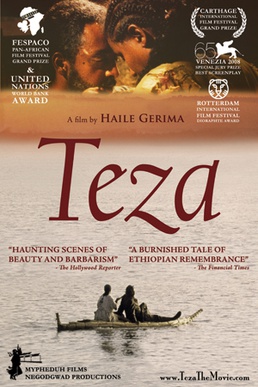 FESPACO
PAN-AFRICAN
FILM FESTIVAL
GRAND PRIZE
&
UNITED
NATIONS
WORLD BANK
AWARD
CARTHAGE
INTERNATIONAL
FILM FESTIVAL
GRAND PRIZE
65
VENEZIA 2008
SPECIAL JURY PRIZE
BEST SCREENPLAY
&
ROTTERDAM
INTERNATIONAL
FILM FESTIVAL
DIORAPHTE AWARD
A film by HAILE GERIMA
Teza
"HAUNTING SCENES OF
BEAUTY AND BARBARISM"
- The Hollywood Reporter
"A BURNISHED TALE OF
ETHIOPIAN REMEMBRANCE"
- The Financial Times
MYPHEDUH FILMS
NEGODGWAD PRODUCTIONS
www.TezaTheMovie.com